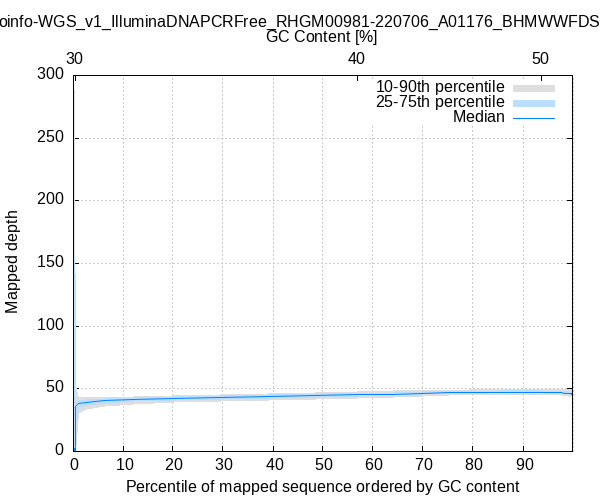 oinfo-WGS_v1_IlluminaDNAPCRFree_RHGM00981-220706_A01176_BHMWWFDS
GC Content [%]
30 40 50
300
250
200
150
100
50
0
Mapped depth
10-90th percentile
25-75th percentile
Median
0 10 20 30 40 50 60 70 80 90
Percentile of mapped sequence ordered by GC content